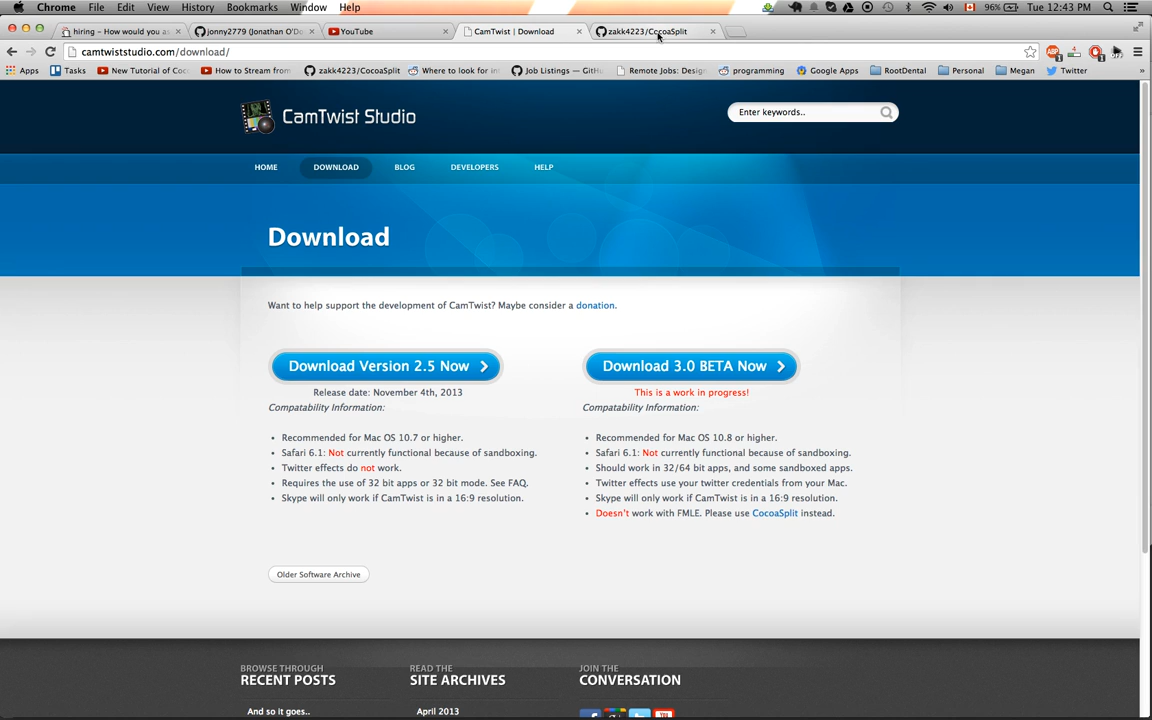 Chrome File Edit View History Bookmarks Window Help 96% Tue 12:43 PM
hiring – How would you as jonny2779 (Jonathan O'Do YouTube CamTwist | Download zakk4223/CocoaSplit
camtwiststudio.com/download/
Apps Tasks New Tutorial of Coc How to Stream from zakk4223/CocoaSplit Where to look for in Job Listings — GitH Remote Jobs: Design programming Google Apps RootDental Personal Megan Twitter »
CamTwist Studio
Enter keywords..
HOME DOWNLOAD BLOG DEVELOPERS HELP
Download
Want to help support the development of CamTwist? Maybe consider a donation.
Download Version 2.5 Now
Release date: November 4th, 2013
Compatability Information:
Recommended for Mac OS 10.7 or higher.
Safari 6.1: Not currently functional because of sandboxing.
Twitter effects do not work.
Requires the use of 32 bit apps or 32 bit mode. See FAQ.
Skype will only work if CamTwist is in a 16:9 resolution.
Download 3.0 BETA Now
This is a work in progress!
Compatability Information:
Recommended for Mac OS 10.8 or higher.
Safari 6.1: Not currently functional because of sandboxing.
Should work in 32/64 bit apps, and some sandboxed apps.
Twitter effects use your twitter credentials from your Mac.
Skype will only work if CamTwist is in a 16:9 resolution.
Doesn't work with FMLE. Please use CocoaSplit instead.
Older Software Archive
BROWSE THROUGH
RECENT POSTS
And so it goes..
READ THE
SITE ARCHIVES
April 2013
JOIN THE
CONVERSATION